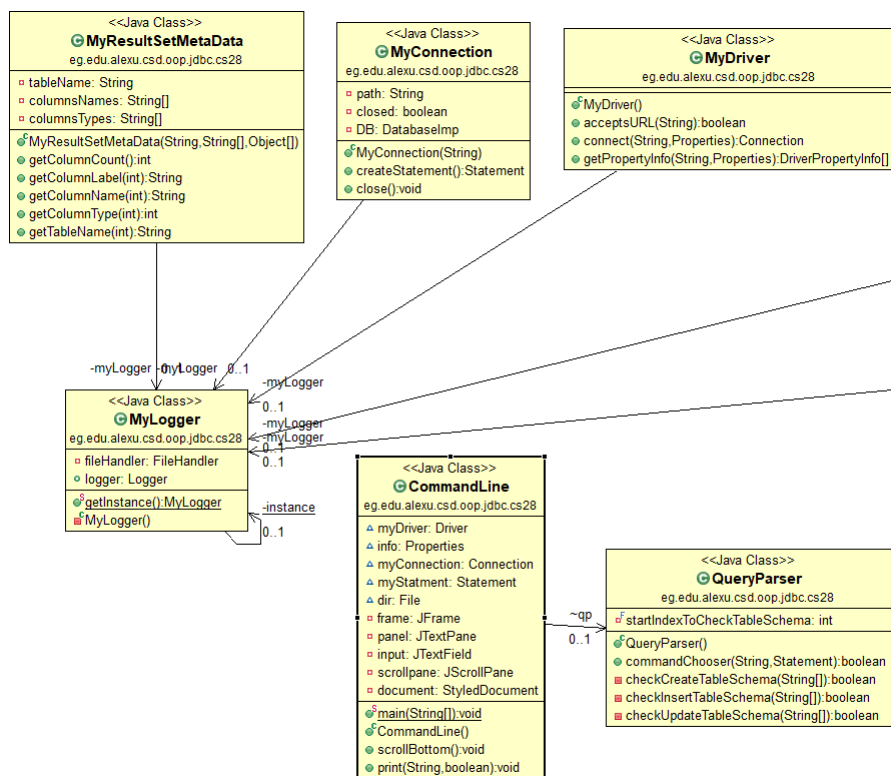 <<Java Class>>
MyResultSetMetaData
eg.edu.alexu.csd.oop.jdbc.cs28
tableName: String
columnsNames: String[]
columnsTypes: String[]
MyResultSetMetaData(String,String[],Object[])
getColumnCount():int
getColumnLabel(int):String
getColumnName(int):String
getColumnType(int):int
getTableName(int):String
<<Java Class>>
MyConnection
eg.edu.alexu.csd.oop.jdbc.cs28
path: String
closed: boolean
DB: DatabaseImp
MyConnection(String)
createStatement():Statement
close():void
<<Java Class>>
MyDriver
eg.edu.alexu.csd.oop.jdbc.cs28
MyDriver()
acceptsURL(String):boolean
connect(String,Properties):Connection
getPropertyInfo(String,Properties):DriverPropertyInfo[]
-myLogger
0..1
-myLogger
0..1
-myLogger
0..1
-myLogger
0..1
-myLogger
0..1
<<Java Class>>
MyLogger
eg.edu.alexu.csd.oop.jdbc.cs28
fileHandler: FileHandler
logger: Logger
getInstance():MyLogger
MyLogger()
-instance
0..1
<<Java Class>>
CommandLine
eg.edu.alexu.csd.oop.jdbc.cs28
myDriver: Driver
info: Properties
myConnection: Connection
myStatment: Statement
dir: File
frame: JFrame
panel: JTextPane
input: JTextField
scrollpane: JScrollPane
document: StyledDocument
main(String[]):void
CommandLine()
scrollBottom():void
print(String,boolean):void
~qp
0..1
<<Java Class>>
QueryParser
eg.edu.alexu.csd.oop.jdbc.cs28
startIndexToCheckTableSchema: int
QueryParser()
commandChooser(String,Statement):boolean
checkCreateTableSchema(String[]):boolean
checkInsertTableSchema(String[]):boolean
checkUpdateTableSchema(String[]):boolean